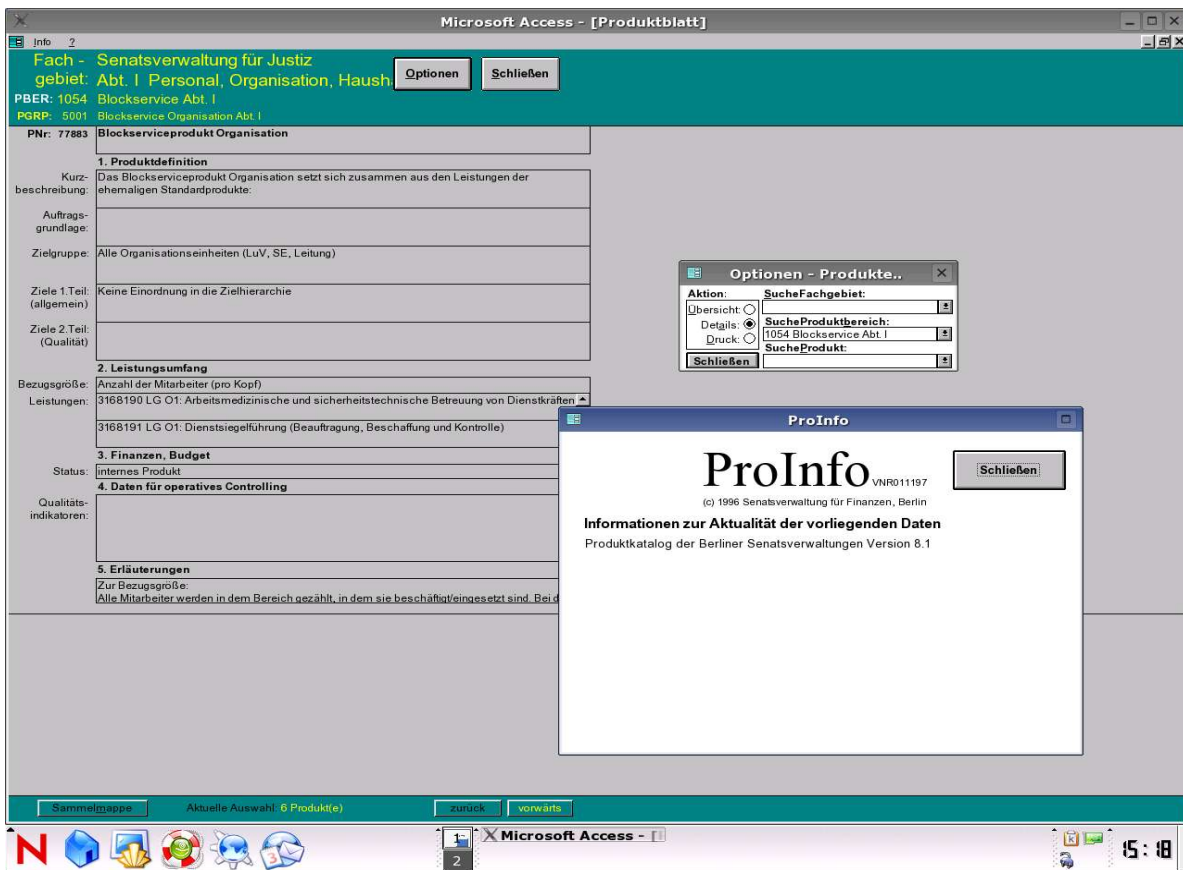 Microsoft Access - [Produktblatt]
Info ?
Fach - Senatsverwaltung für Justiz
gebiet: Abt. I Personal, Organisation, Haush
Optionen
Schließen
PBER: 1054 Blockservice Abt. I
PGRP: 5001 Blockservice Organisation Abt. I
PNr: 77883 Blockserviceprodukt Organisation
1. Produktdefinition
Kurz- Das Blockserviceprodukt Organisation setzt sich zusammen aus den Leistungen der
beschreibung: ehemaligen Standardprodukte:
Auftrags-
grundlage:
Zielgruppe: Alle Organisationseinheiten (LuV, SE, Leitung)
Ziele 1.Teil: Keine Einordnung in die Zielhierarchie
(allgemein)
Ziele 2.Teil:
(Qualität)
2. Leistungsumfang
Bezugsgröße: Anzahl der Mitarbeiter (pro Kopf)
Leistungen: 3168190 LG O1: Arbeitsmedizinische und sicherheitstechnische Betreuung von Dienstkräften
3168191 LG O1: Dienstsiegelführung (Beauftragung, Beschaffung und Kontrolle)
3. Finanzen, Budget
Status: internes Produkt
4. Daten für operatives Controlling
Qualitäts-
indikatoren:
5. Erläuterungen
Zur Bezugsgröße:
Alle Mitarbeiter werden in dem Bereich gezählt, in dem sie beschäftigt/eingesetzt sind. Bei d
Optionen - Produkte..
Aktion: SucheFachgebiet:
Übersicht:
Details: SucheProduktbereich:
1054 Blockservice Abt. I
Druck: SucheProdukt:
Schließen
ProInfo
ProInfo VNR011197
Schließen
(c) 1996 Senatsverwaltung für Finanzen, Berlin
Informationen zur Aktualität der vorliegenden Daten
Produktkatalog der Berliner Senatsverwaltungen Version 8.1
Sammelmappe Aktuelle Auswahl: 6 Produkt(e) zurück vorwärts
N
3
1
2
Microsoft Access - [
15:18